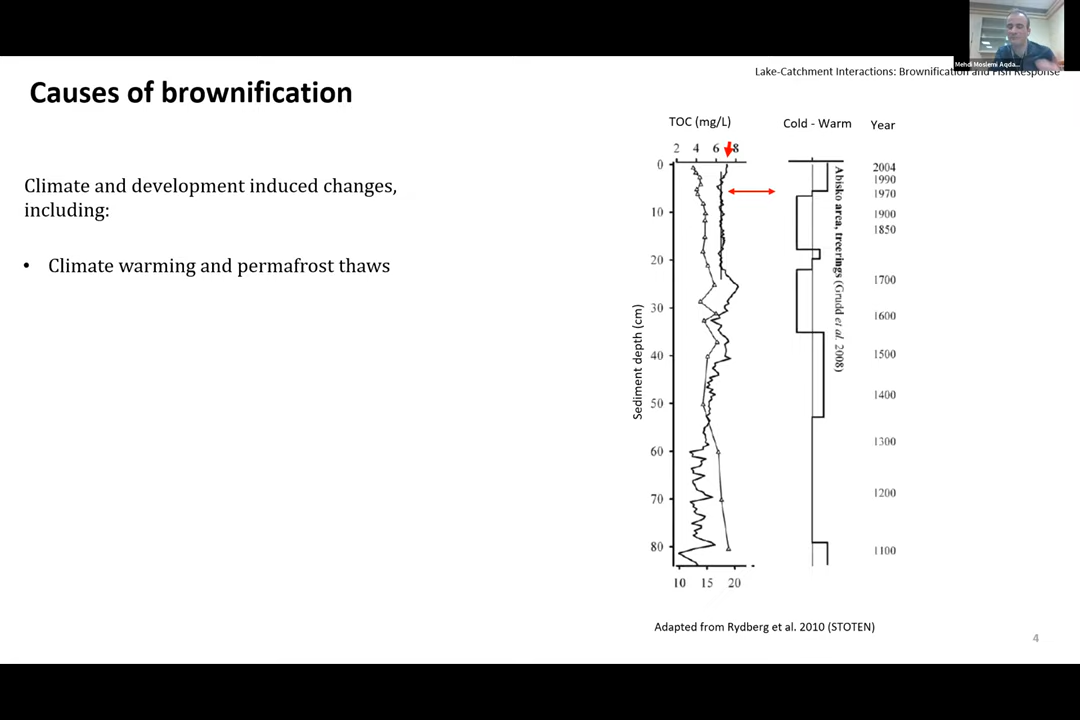 Mehdi Moslemi Aqda...
Lake-Catchment Interactions: Brownification and Fish Response
Causes of brownification
Climate and development induced changes,
including:
• Climate warming and permafrost thaws
TOC (mg/L)
Cold - Warm
Year
2 4 6 8
0
10
20
30
40
50
60
70
80
Sediment depth (cm)
10 15 20
Abisko area, treerings (Grudd et al. 2008)
2004
1990
1970
1900
1850
1700
1600
1500
1400
1300
1200
1100
Adapted from Rydberg et al. 2010 (STOTEN)
4